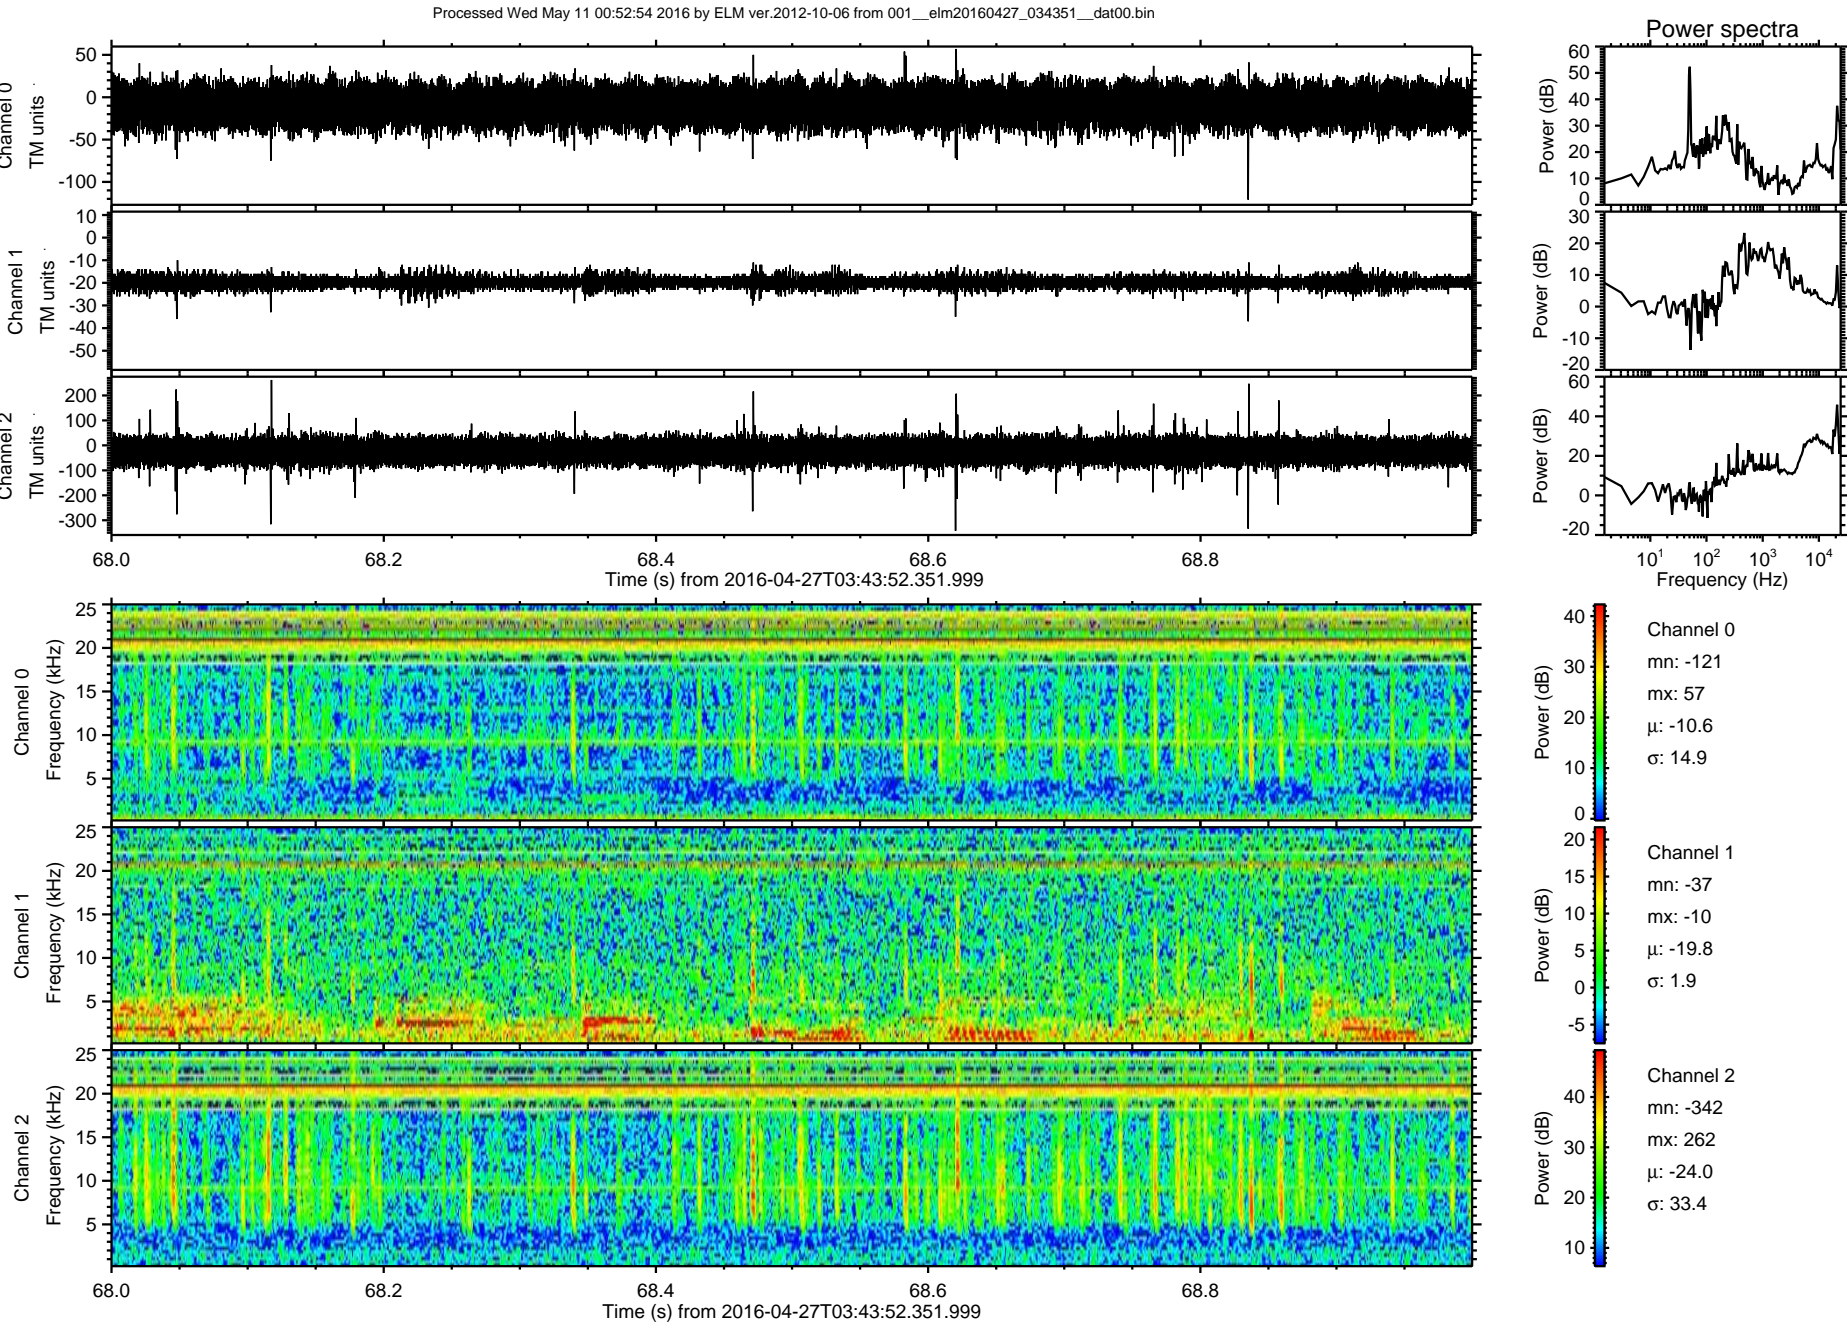 Processed Wed May 11 00:52:54 2016 by ELM ver.2012-10-06 from 001__elm20160427_034351__dat00.bin
Power spectra
Channel 0
TM units
50
0
-50
-100
Power (dB)
60
50
40
30
20
10
0
Channel 1
TM units
10
0
-10
-20
-30
-40
-50
Power (dB)
30
20
10
0
-10
-20
Channel 2
TM units
200
100
0
-100
-200
-300
Power (dB)
60
40
20
0
-20
68.0 68.2 68.4 68.6 68.8
Time (s) from 2016-04-27T03:43:52.351.999
10¹ 10² 10³ 10⁴
Frequency (Hz)
Channel 0
Frequency (kHz)
25
20
15
10
5
Power (dB)
40
30
20
10
0
Channel 0
mn: -121
mx: 57
μ: -10.6
σ: 14.9
Channel 1
Frequency (kHz)
25
20
15
10
5
Power (dB)
20
15
10
5
0
-5
Channel 1
mn: -37
mx: -10
μ: -19.8
σ: 1.9
Channel 2
Frequency (kHz)
25
20
15
10
5
Power (dB)
40
30
20
10
Channel 2
mn: -342
mx: 262
μ: -24.0
σ: 33.4
68.0 68.2 68.4 68.6 68.8
Time (s) from 2016-04-27T03:43:52.351.999